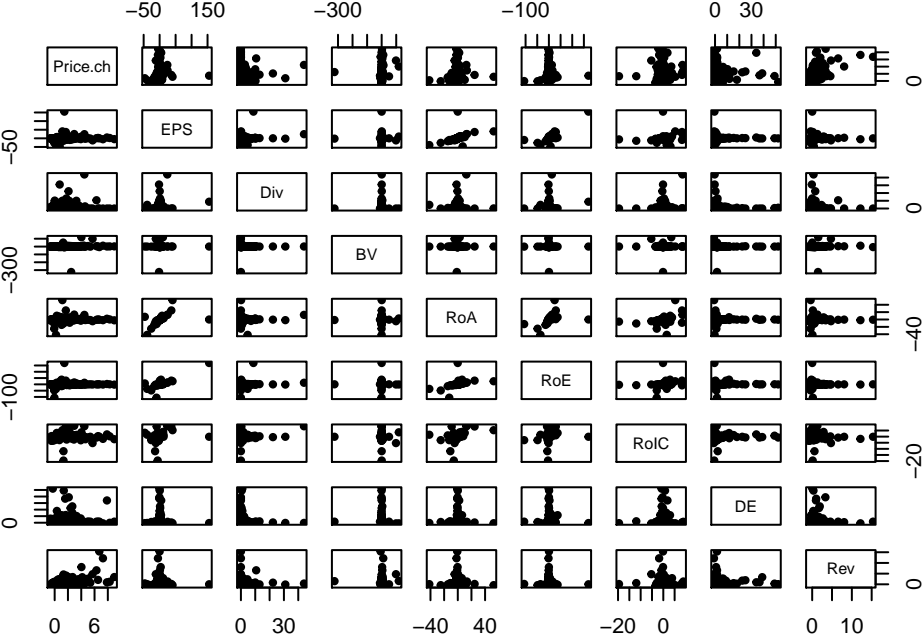 −50 150 −300 −100 0 30
Price.ch 0
−50 EPS
Div 0
−300 BV
RoA −40
−100 RoE
RoIC −20
0 DE
Rev 0
0 6 0 30 −40 40 −20 0 0 10